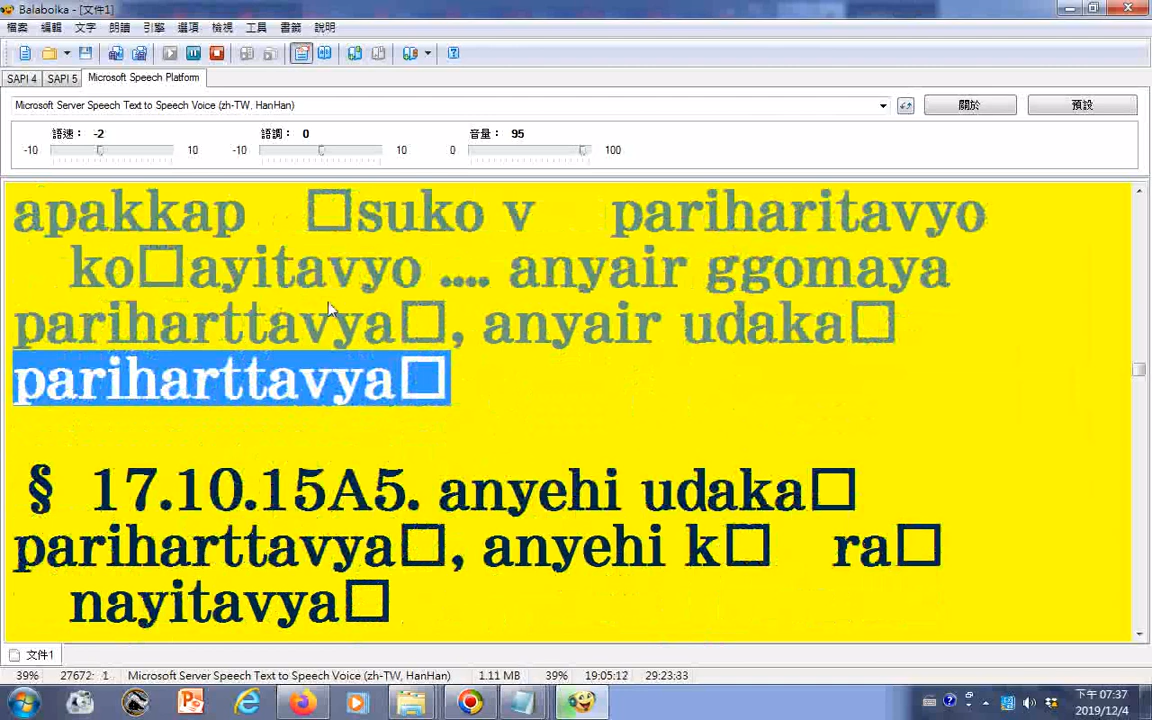 Balabolka - [文件1]
檔案 編輯 文字 朗讀 引擎 選項 檢視 工具 書籤 說明
SAPI 4 SAPI 5 Microsoft Speech Platform
Microsoft Server Speech Text to Speech Voice (zh-TW, HanHan) 關於 預設
語速： -2 語調： 0 音量： 95
-10 10 -10 10 0 100
apakkap □suko v pariharitavyo
ko□ayitavyo .... anyair ggomaya
pariharttavya□, anyair udaka□
pariharttavya□
§ 17.10.15A5. anyehi udaka□
pariharttavya□, anyehi k□ ra□
nayitavya□
文件1
39% 27672: 1 Microsoft Server Speech Text to Speech Voice (zh-TW, HanHan) 1.11 MB 39% 19:05:12 29:23:33
下午 07:37
2019/12/4